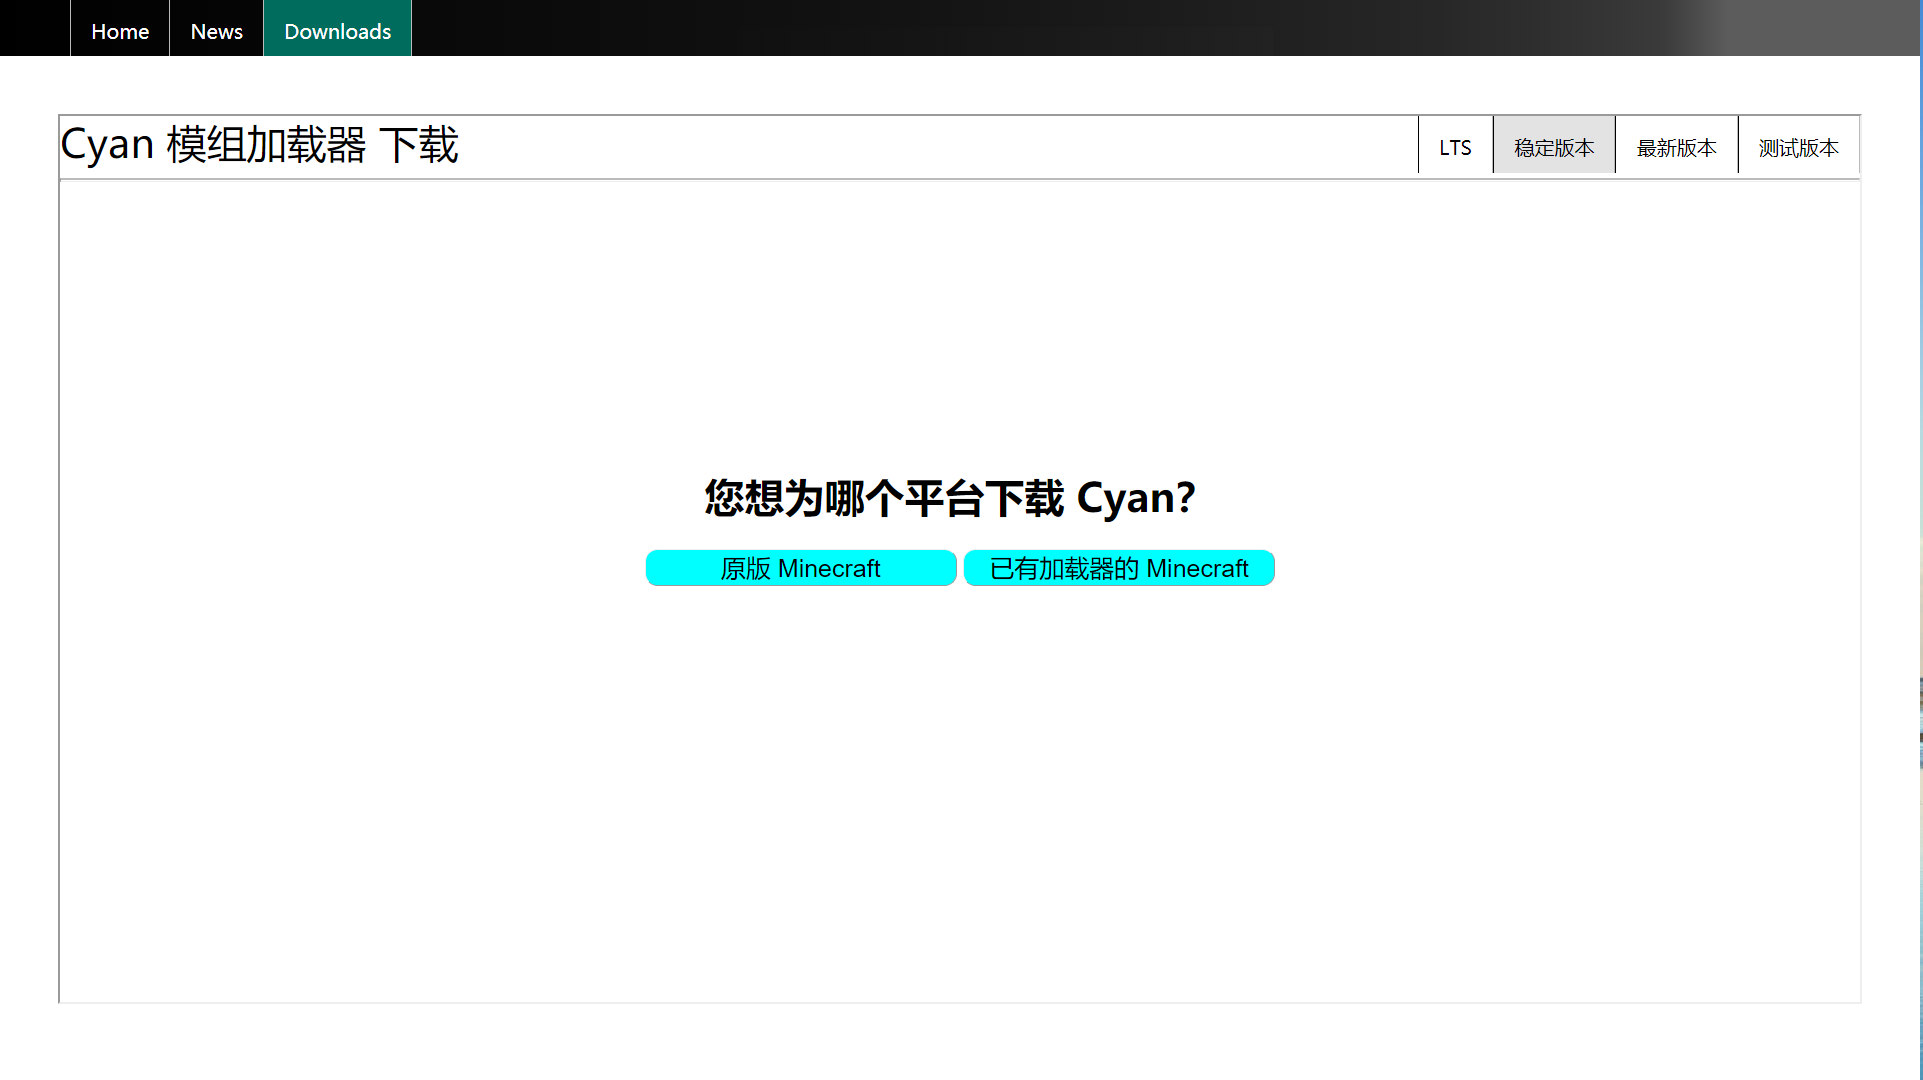 Home News Downloads
Cyan 模组加载器 下载
LTS 稳定版本 最新版本 测试版本
您想为哪个平台下载 Cyan?
原版 Minecraft 已有加载器的 Minecraft